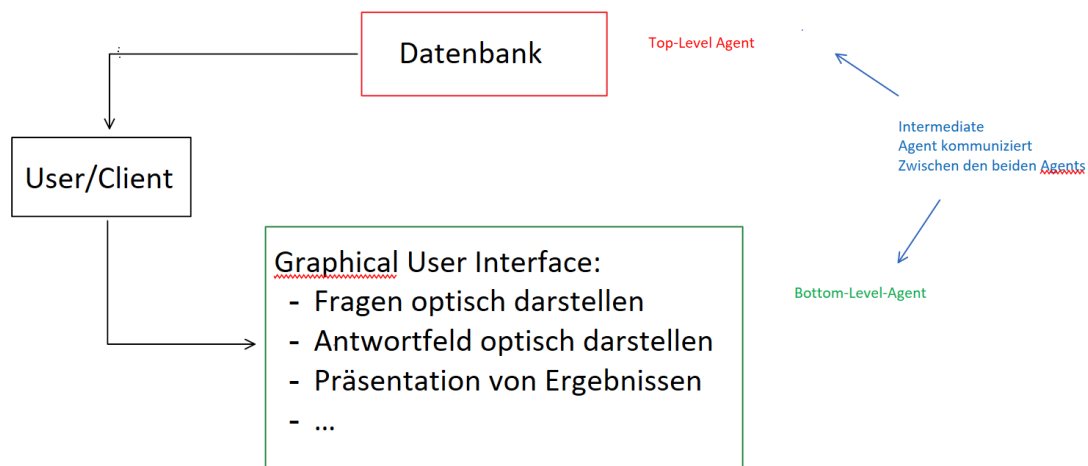 Datenbank
Top-Level Agent
User/Client
Intermediate
Agent kommuniziert
Zwischen den beiden Agents
Graphical User Interface:
- Fragen optisch darstellen
- Antwortfeld optisch darstellen
- Präsentation von Ergebnissen
- ...
Bottom-Level-Agent